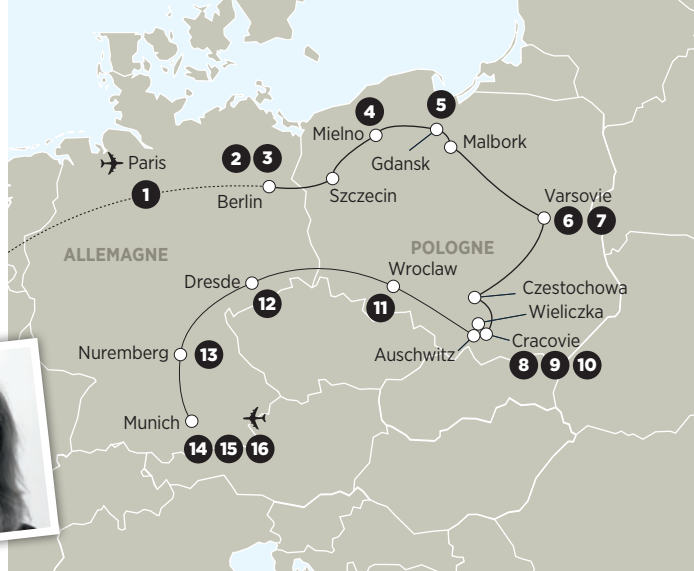 4
5
Mielno
Malbork
Gdansk
Paris
2 3
1
Berlin
Szczecin
Varsovie
6 7
ALLEMAGNE
POLOGNE
Wroclaw
Dresde
12
11
Czestochowa
Wieliczka
Auschwitz
Cracovie
8 9 10
Nuremberg
13
Munich
14 15 16